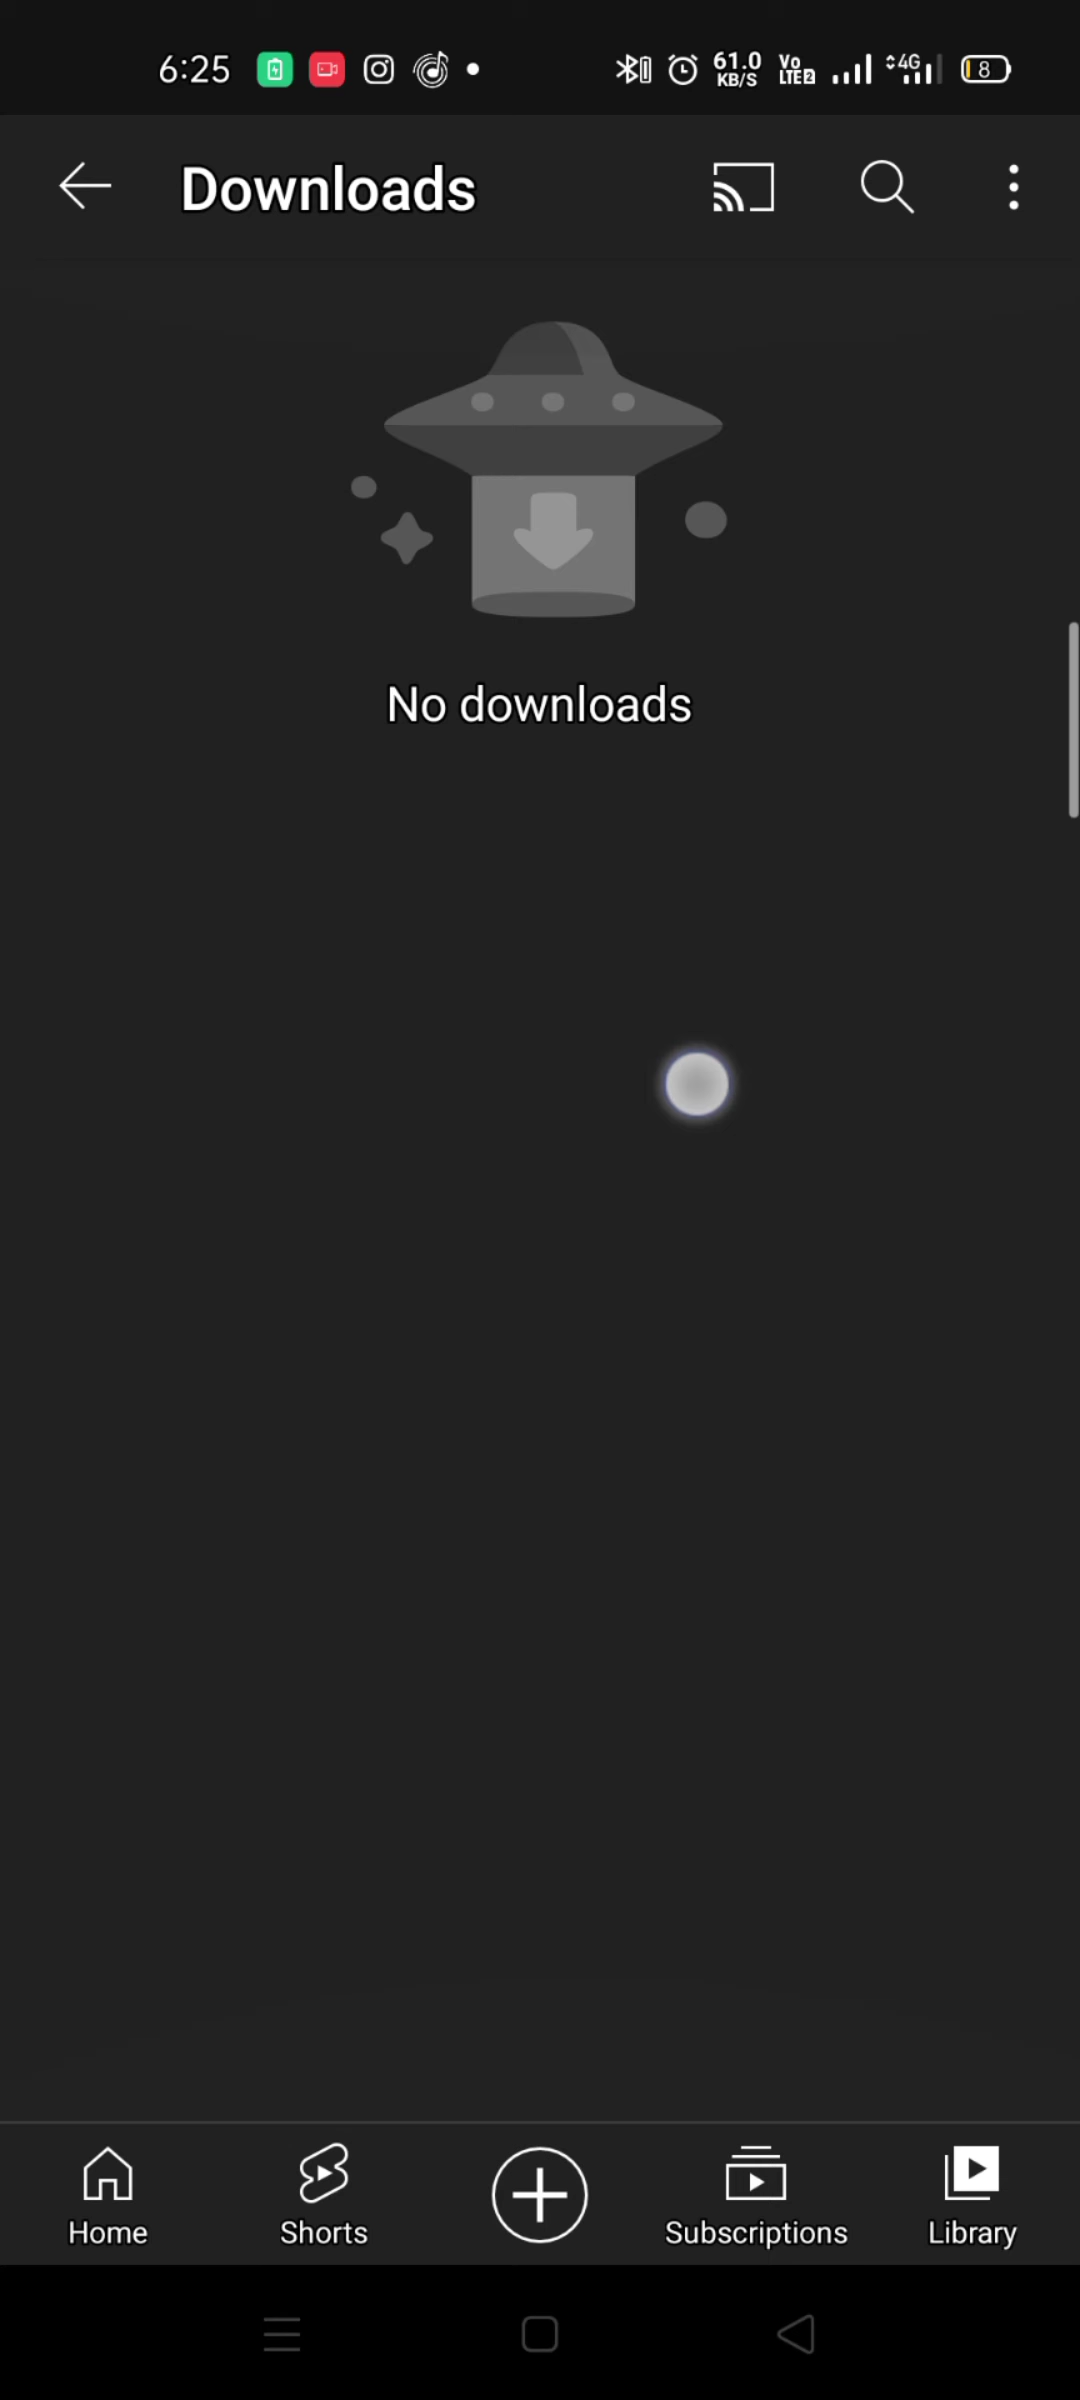 6:25
61.0
KB/S
Vo
LTE2
4G
8
Downloads
No downloads
Home
Shorts
Subscriptions
Library